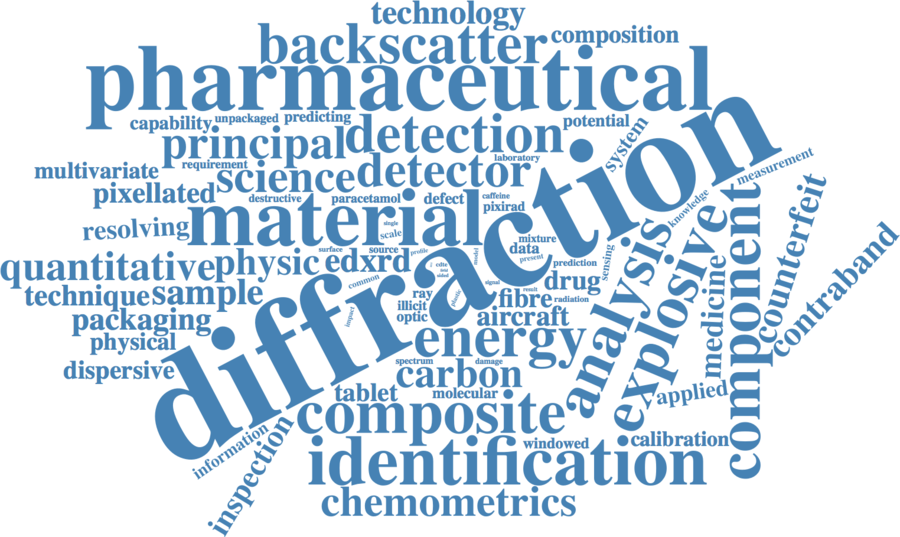 technology
backscatter
composition
pharmaceutical
capability
unpackaged
predicting
potential
principal
detection
system
multivariate
requirement
science
detector
laboratory
measurement
pixellated
destructive
paracetamol
defect
caffeine
pixirad
knowledge
resolving
material
single
scale
mixture
data
present
quantitative
physic
edxrd
surface
source
profile
model
prediction
sensing
technique
sample
common
drug
diffraction
ray
illicit
optic
plastic
signal
result
fibre
radiation
aircraft
packaging
impact
physical
energy
analysis
explosive
medicine
component
counterfeit
contraband
dispersive
spectrum
damage
carbon
tablet
molecular
applied
composite
information
inspection
windowed
calibration
identification
chemometrics